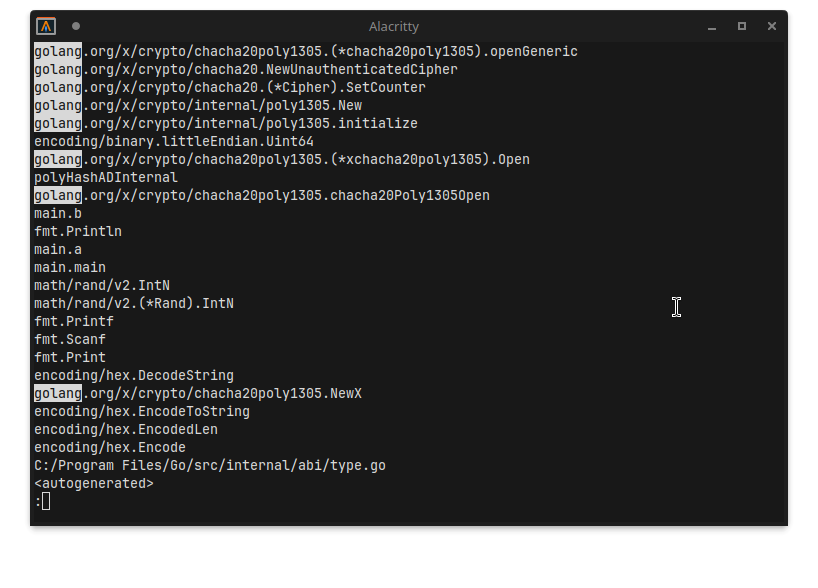 Alacritty
golang.org/x/crypto/chacha20poly1305.(*chacha20poly1305).openGeneric
golang.org/x/crypto/chacha20.NewUnauthenticatedCipher
golang.org/x/crypto/chacha20.(*Cipher).SetCounter
golang.org/x/crypto/internal/poly1305.New
golang.org/x/crypto/internal/poly1305.initialize
encoding/binary.littleEndian.Uint64
golang.org/x/crypto/chacha20poly1305.(*xchacha20poly1305).Open
polyHashADInternal
golang.org/x/crypto/chacha20poly1305.chacha20Poly1305Open
main.b
fmt.Println
main.a
main.main
math/rand/v2.IntN
math/rand/v2.(*Rand).IntN
fmt.Printf
fmt.Scanf
fmt.Print
encoding/hex.DecodeString
golang.org/x/crypto/chacha20poly1305.NewX
encoding/hex.EncodeToString
encoding/hex.EncodedLen
encoding/hex.Encode
C:/Program Files/Go/src/internal/abi/type.go
<autogenerated>
: